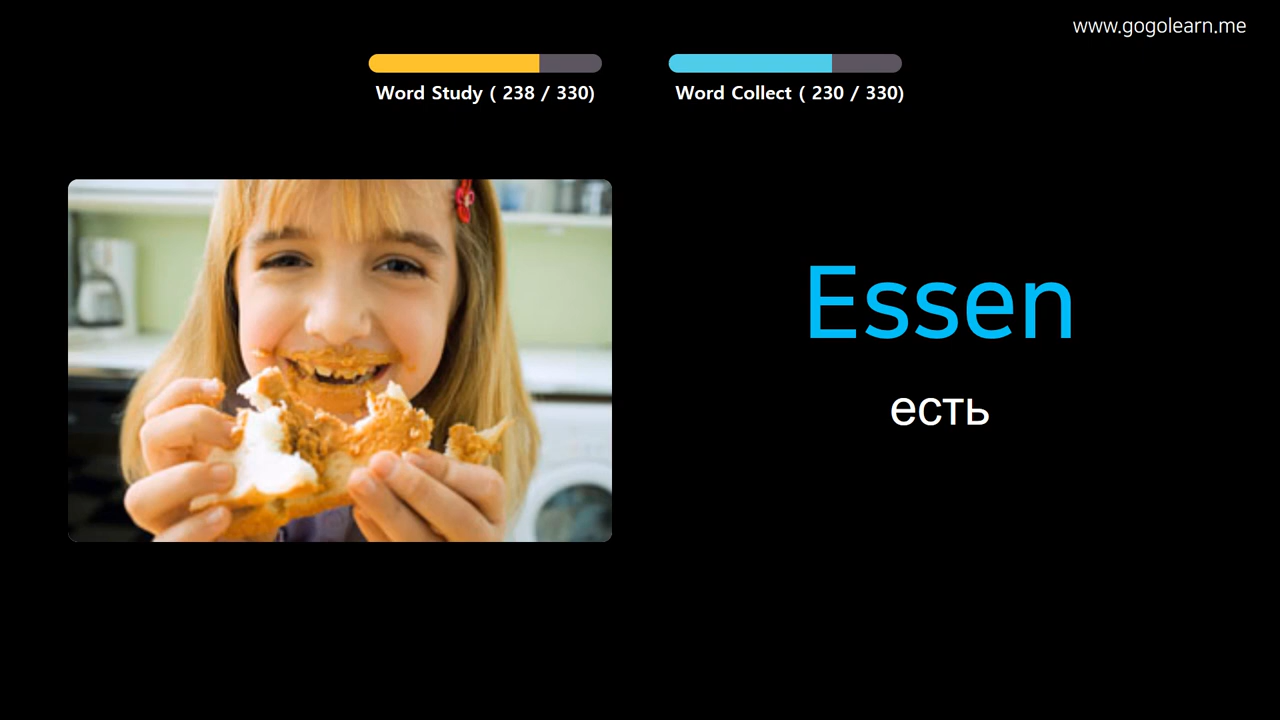 www.gogolearn.me
Word Study ( 238 / 330)
Word Collect ( 230 / 330)
Essen
есть